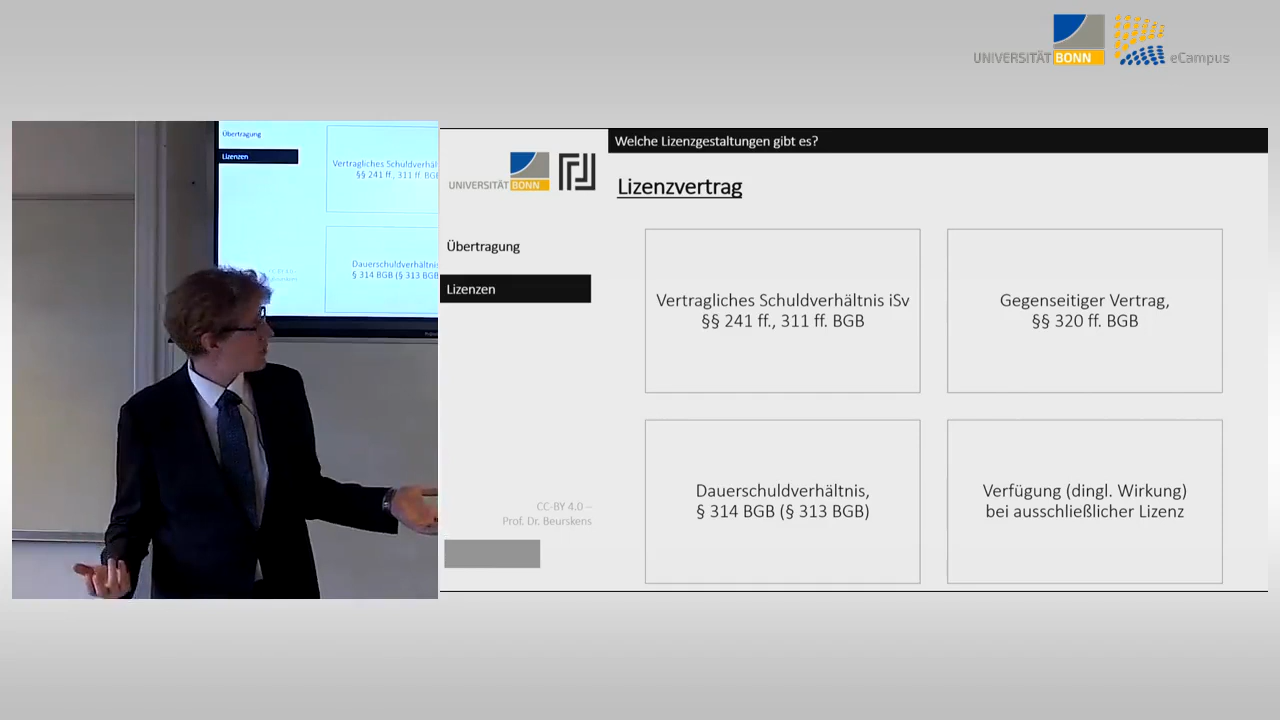 UNIVERSITÄT BONN
eCampus
Übertragung
Lizenzen
Vertragliches Schuldverhäl
§§ 241 ff., 311 ff. BG
Dauerschuldverhältnis
§ 314 BGB (§ 313 BGB
Welche Lizenzgestaltungen gibt es?
UNIVERSITÄT BONN
Lizenzvertrag
Übertragung
Lizenzen
Vertragliches Schuldverhältnis iSv
§§ 241 ff., 311 ff. BGB
Gegenseitiger Vertrag,
§§ 320 ff. BGB
Dauerschuldverhältnis,
§ 314 BGB (§ 313 BGB)
Verfügung (dingl. Wirkung)
bei ausschließlicher Lizenz
CC-BY 4.0 –
Prof. Dr. Beurskens